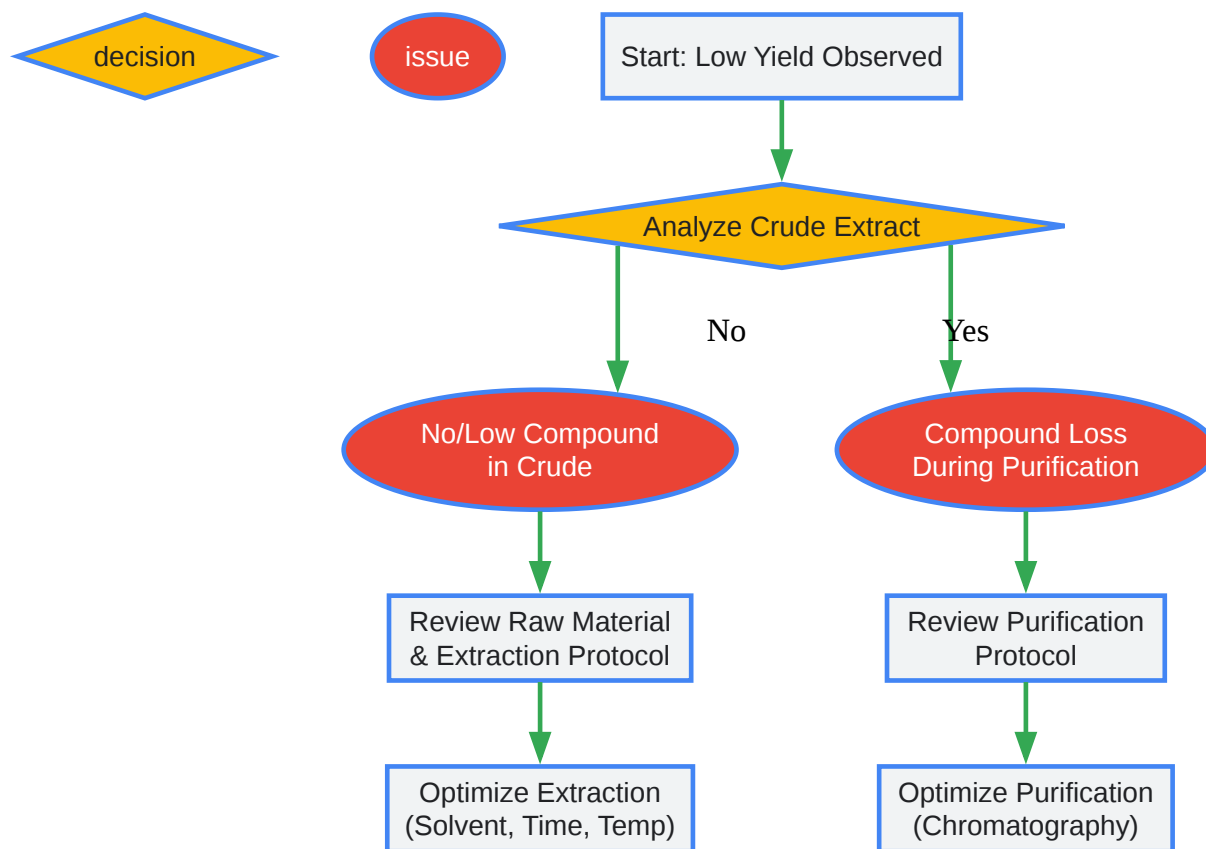 decision
issue
Start: Low Yield Observed
Analyze Crude Extract
No
Yes
No/Low Compound
in Crude
Compound Loss
During Purification
Review Raw Material
& Extraction Protocol
Review Purification
Protocol
Optimize Extraction
(Solvent, Time, Temp)
Optimize Purification
(Chromatography)